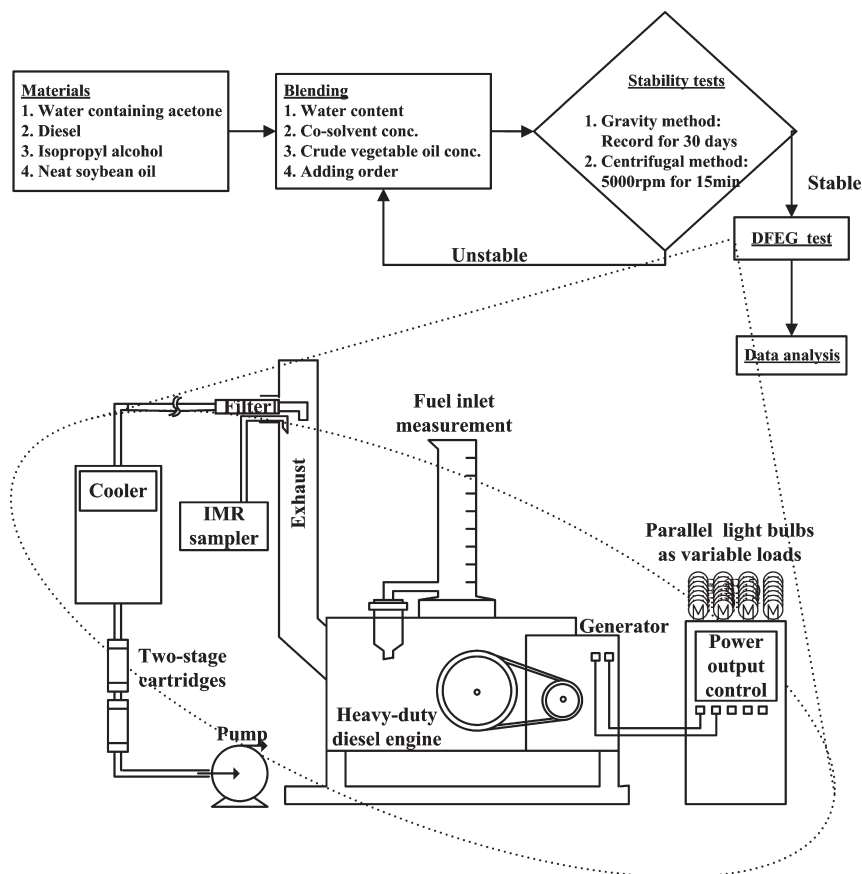 Materials
1. Water containing acetone
2. Diesel
3. Isopropyl alcohol
4. Neat soybean oil
Blending
1. Water content
2. Co-solvent conc.
3. Crude vegetable oil conc.
4. Adding order
Stability tests
1. Gravity method:
Record for 30 days
2. Centrifugal method:
5000rpm for 15min
Stable
Unstable
DFEG test
Data analysis
Filter
Fuel inlet
measurement
Cooler
IMR
sampler
Exhaust
Parallel light bulbs
as variable loads
M M M M
Generator
Power
output
control
Two-stage
cartridges
Heavy-duty
diesel engine
Pump